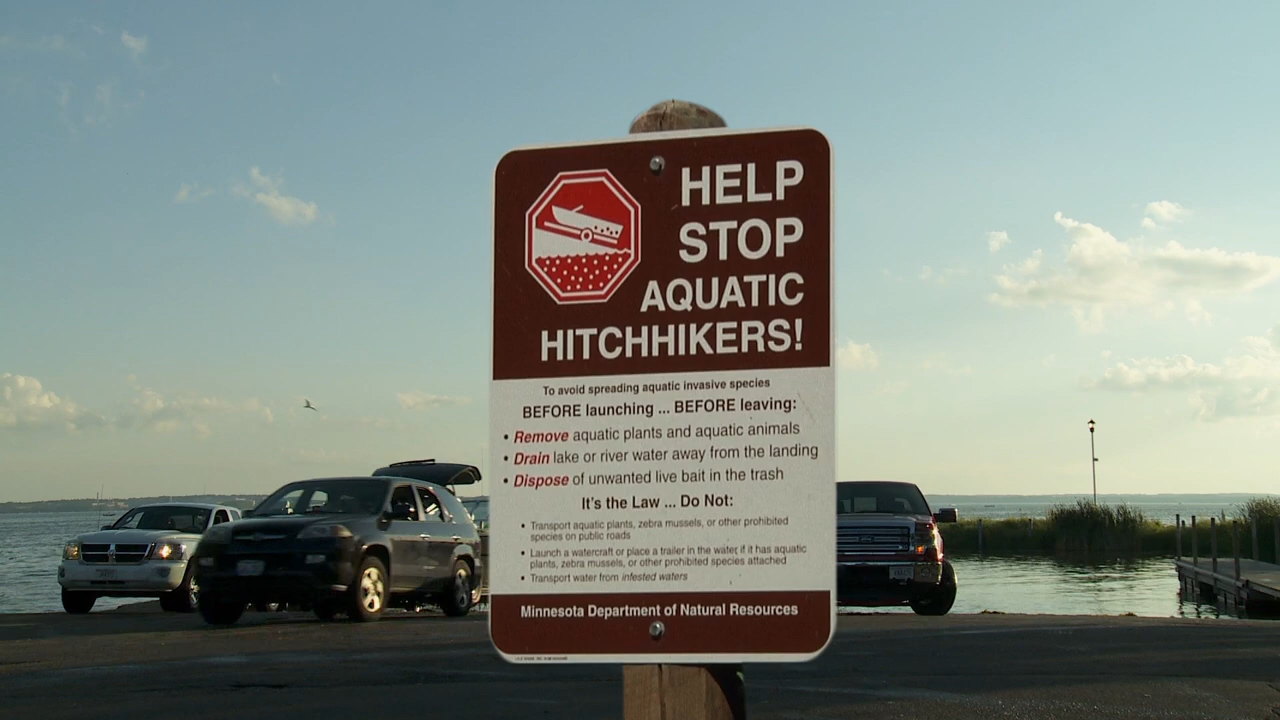 HELP
STOP
AQUATIC
HITCHHIKERS!
To avoid spreading aquatic invasive species
BEFORE launching ... BEFORE leaving:
• Remove aquatic plants and aquatic animals
• Drain lake or river water away from the landing
• Dispose of unwanted live bait in the trash
It's the Law ... Do Not:
• Transport aquatic plants, zebra mussels, or other prohibited
species on public roads
• Launch a watercraft or place a trailer in the water if it has aquatic
plants, zebra mussels, or other prohibited species attached
• Transport water from infested waters
Minnesota Department of Natural Resources